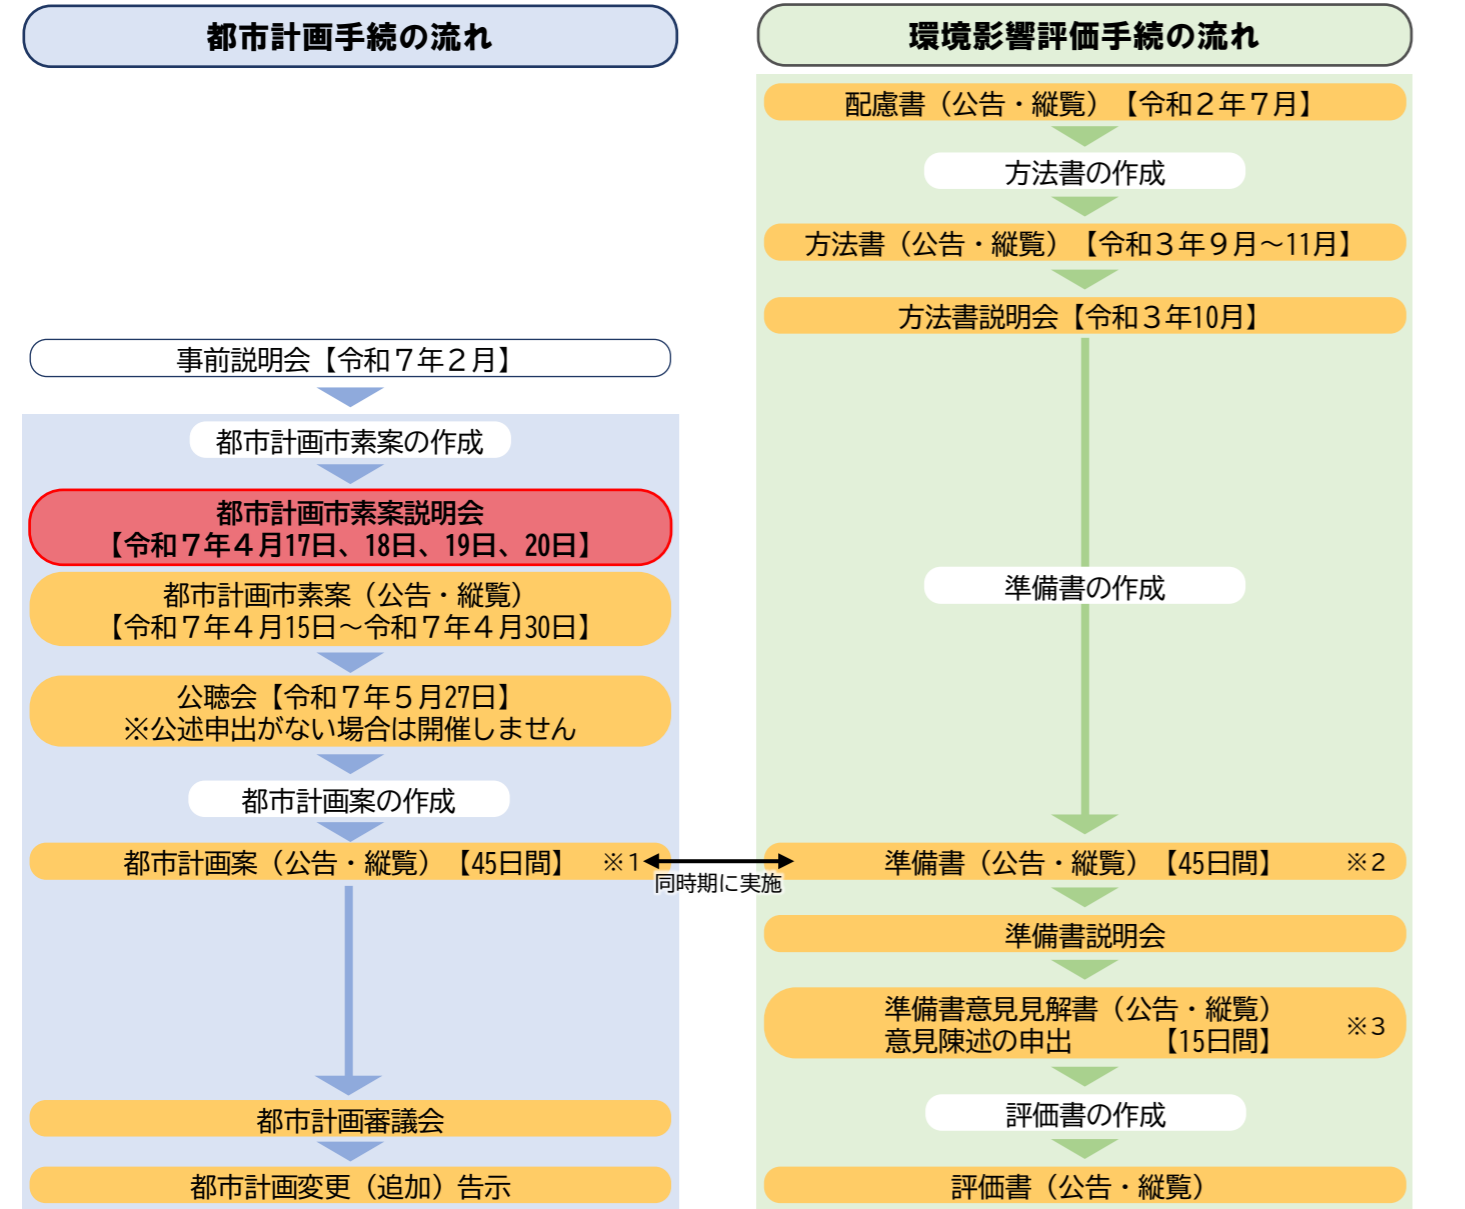 都市計画手続の流れ
事前説明会【令和７年２月】
都市計画市素案の作成
都市計画市素案説明会
【令和７年４月17日、18日、19日、20日】
都市計画市素案（公告・縦覧）
【令和７年４月15日～令和７年４月30日】
公聴会【令和７年５月27日】
※公述申出がない場合は開催しません
都市計画案の作成
都市計画案（公告・縦覧）【45日間】 ※１
同時期に実施
都市計画審議会
都市計画変更（追加）告示
環境影響評価手続の流れ
配慮書（公告・縦覧）【令和２年７月】
方法書の作成
方法書（公告・縦覧）【令和３年９月～11月】
方法書説明会【令和３年10月】
準備書の作成
準備書（公告・縦覧）【45日間】 ※２
準備書説明会
準備書意見見解書（公告・縦覧）
意見陳述の申出 【15日間】 ※３
評価書の作成
評価書（公告・縦覧）